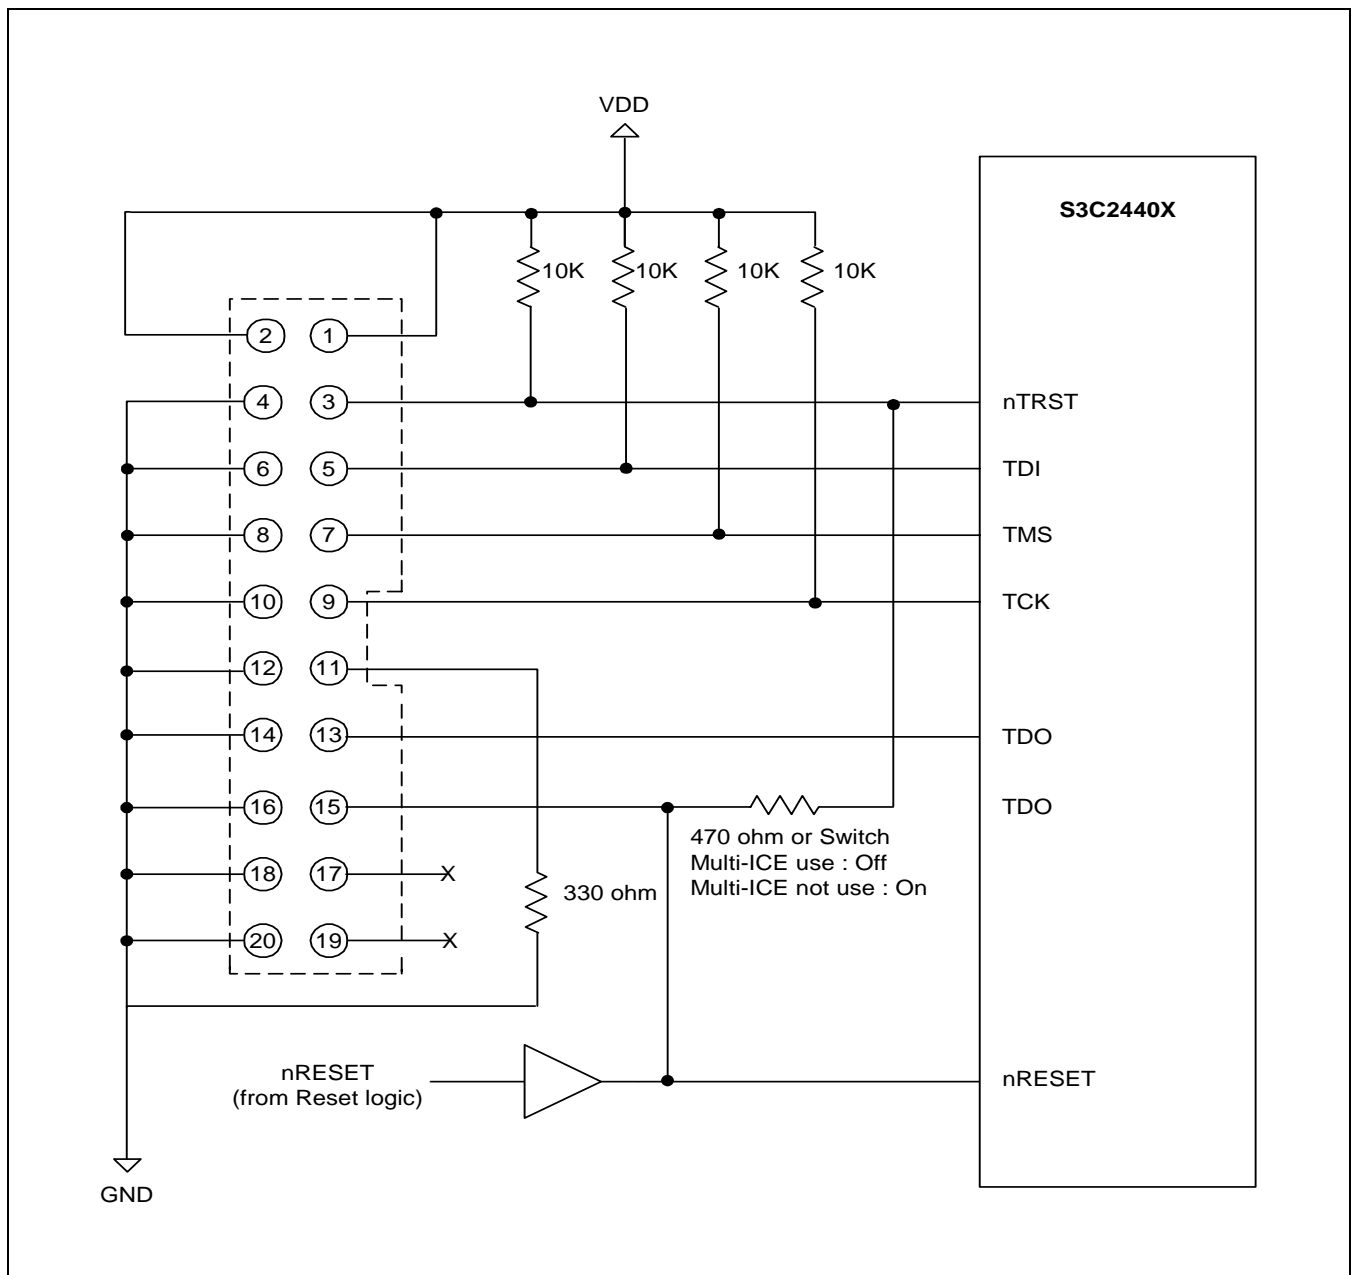 VDD
S3C2440X
10K
10K
10K
10K
2
1
4
3
nTRST
6
5
TDI
8
7
TMS
10
9
TCK
12
11
14
13
TDO
16
15
TDO
470 ohm or Switch
Multi-ICE use : Off
Multi-ICE not use : On
18
17
X
330 ohm
20
19
X
nRESET
(from Reset logic)
nRESET
GND